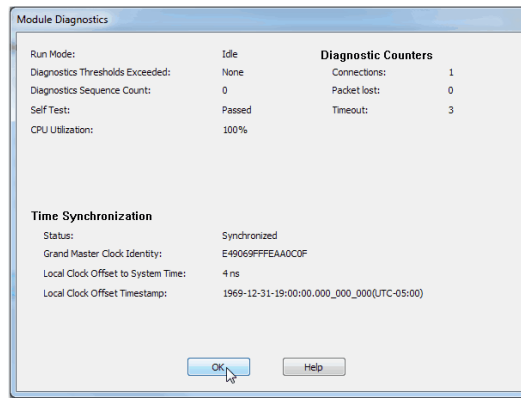 Module Diagnostics
Run Mode: Idle
Diagnostics Thresholds Exceeded: None
Diagnostics Sequence Count: 0
Self Test: Passed
CPU Utilization: 100%
Diagnostic Counters
Connections: 1
Packet lost: 0
Timeout: 3
Time Synchronization
Status: Synchronized
Grand Master Clock Identity: E49069FFFEAA0C0F
Local Clock Offset to System Time: 4 ns
Local Clock Offset Timestamp: 1969-12-31-19:00:00.000_000_000(UTC-05:00)
OK Help